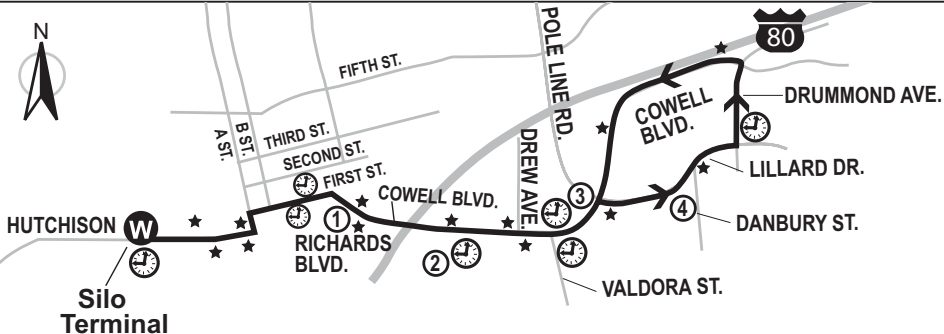 N
80
POLE LINE RD.
FIFTH ST.
A ST.
B ST.
THIRD ST.
SECOND ST.
FIRST ST.
DREW AVE.
COWELL
BLVD.
DRUMMOND AVE.
LILLARD DR.
COWELL BLVD.
3
4
DANBURY ST.
HUTCHISON
W
1
RICHARDS
BLVD.
2
VALDORA ST.
Silo
Terminal